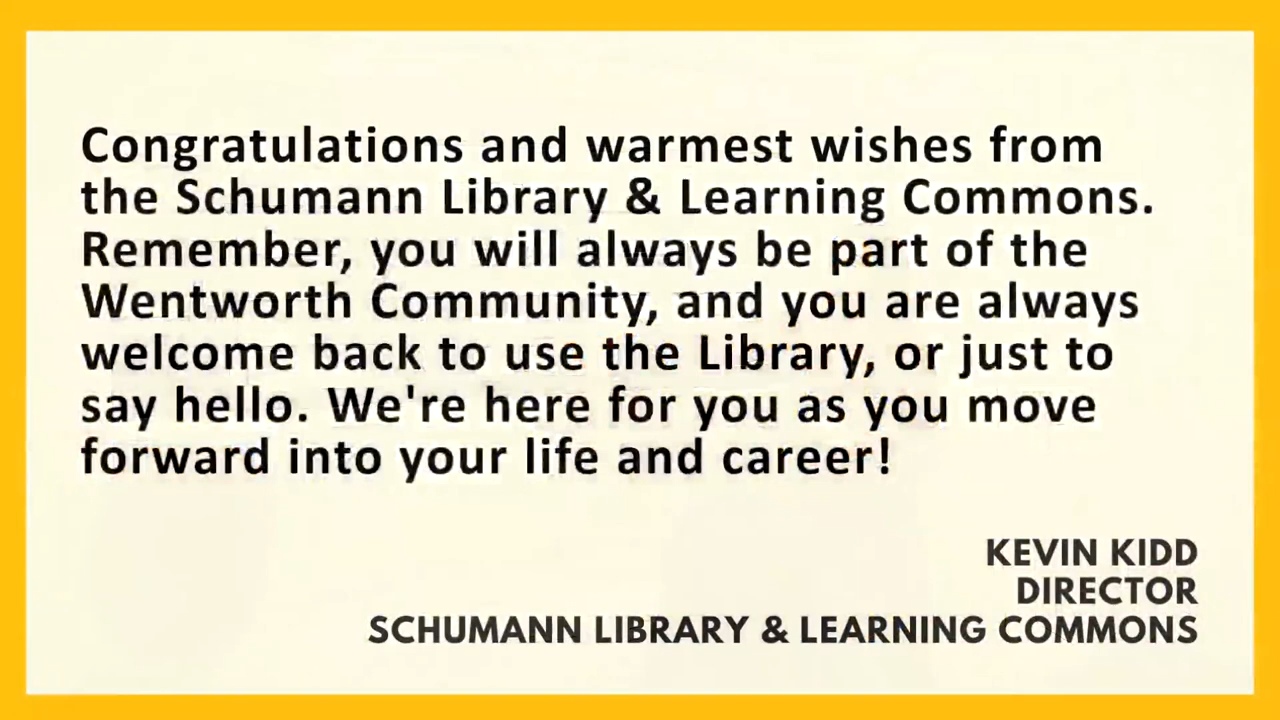 Congratulations and warmest wishes from
the Schumann Library & Learning Commons.
Remember, you will always be part of the
Wentworth Community, and you are always
welcome back to use the Library, or just to
say hello. We're here for you as you move
forward into your life and career!
KEVIN KIDD
DIRECTOR
SCHUMANN LIBRARY & LEARNING COMMONS